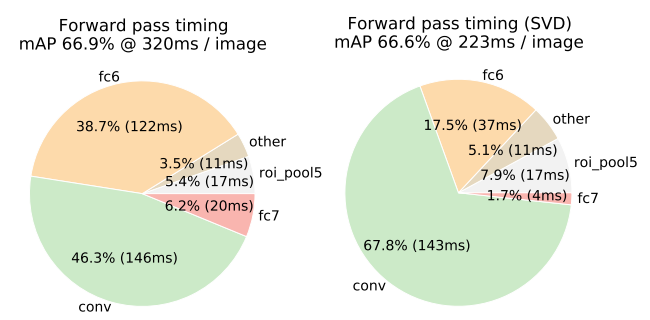 Forward pass timing
mAP 66.9% @ 320ms / image
fc6
38.7% (122ms)
other
3.5% (11ms)
roi_pool5
5.4% (17ms)
6.2% (20ms)
fc7
46.3% (146ms)
conv
Forward pass timing (SVD)
mAP 66.6% @ 223ms / image
fc6
17.5% (37ms)
other
5.1% (11ms)
roi_pool5
7.9% (17ms)
1.7% (4ms)
fc7
67.8% (143ms)
conv